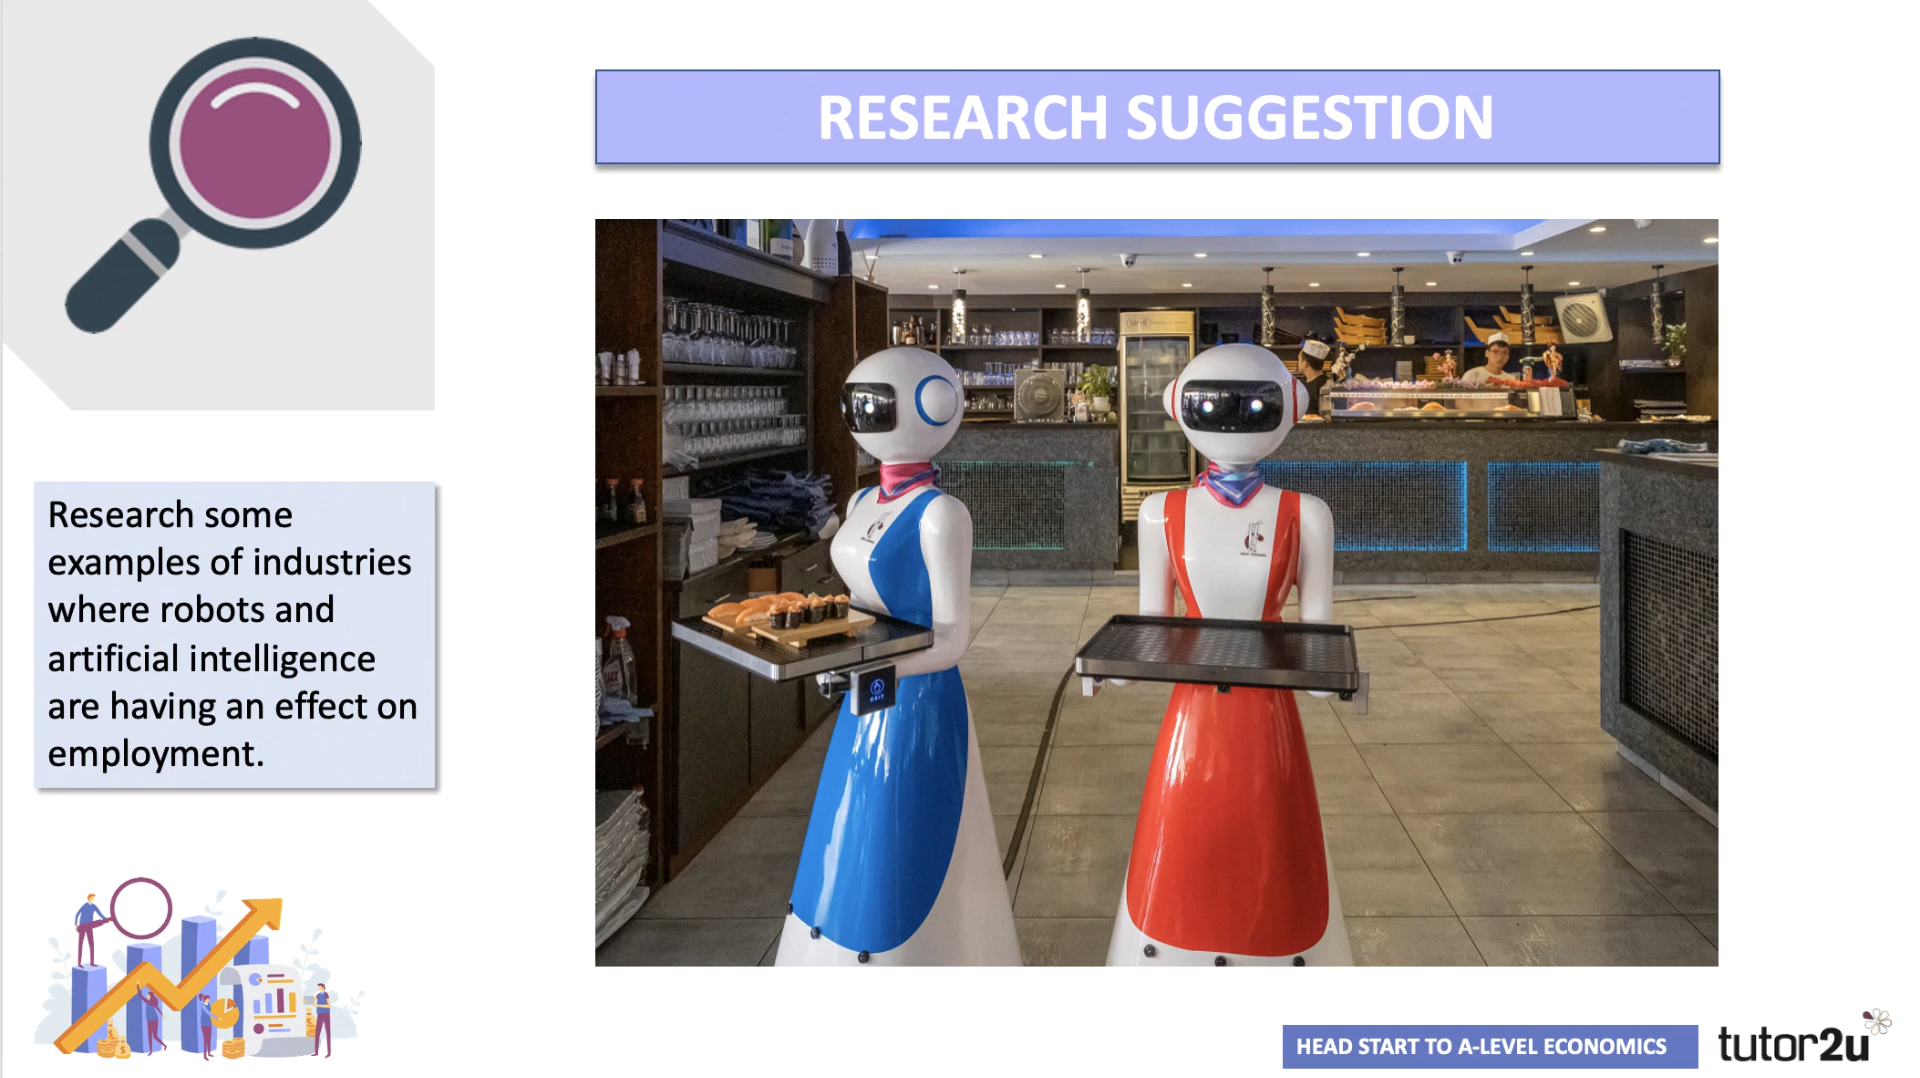 RESEARCH SUGGESTION
Research some
examples of industries
where robots and
artificial intelligence
are having an effect on
employment.
HEAD START TO A-LEVEL ECONOMICS
tutor2u